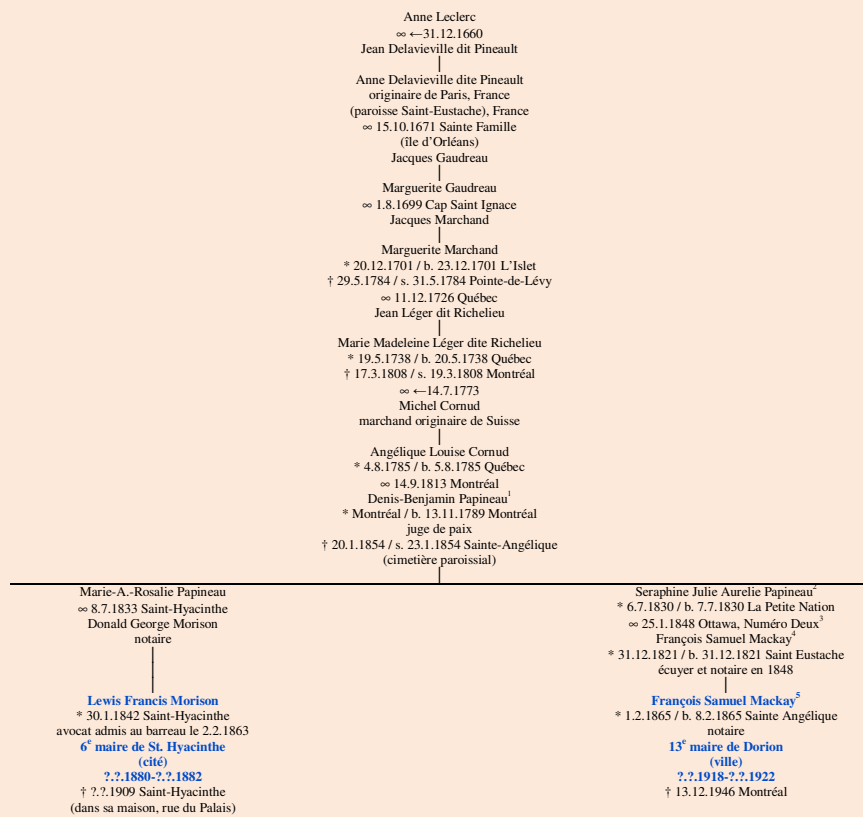 Anne Leclerc
∞ ←31.12.1660
Jean Delavieville dit Pineault
Anne Delavieville dite Pineault
originaire de Paris, France
(paroisse Saint-Eustache), France
∞ 15.10.1671 Sainte Famille
(île d'Orléans)
Jacques Gaudreau
Marguerite Gaudreau
∞ 1.8.1699 Cap Saint Ignace
Jacques Marchand
Marguerite Marchand
* 20.12.1701 / b. 23.12.1701 L'Islet
† 29.5.1784 / s. 31.5.1784 Pointe-de-Lévy
∞ 11.12.1726 Québec
Jean Léger dit Richelieu
Marie Madeleine Léger dite Richelieu
* 19.5.1738 / b. 20.5.1738 Québec
† 17.3.1808 / s. 19.3.1808 Montréal
∞ ←14.7.1773
Michel Cornud
marchand originaire de Suisse
Angélique Louise Cornud
* 4.8.1785 / b. 5.8.1785 Québec
∞ 14.9.1813 Montréal
Denis-Benjamin Papineau¹
* Montréal / b. 13.11.1789 Montréal
juge de paix
† 20.1.1854 / s. 23.1.1854 Sainte-Angélique
(cimetière paroissial)
Marie-A.-Rosalie Papineau
∞ 8.7.1833 Saint-Hyacinthe
Donald George Morison
notaire
Lewis Francis Morison
* 30.1.1842 Saint-Hyacinthe
avocat admis au barreau le 2.2.1863
6ᵉ maire de St. Hyacinthe
(cité)
?.?.1880-?.?.1882
† ?.?.1909 Saint-Hyacinthe
(dans sa maison, rue du Palais)
Seraphine Julie Aurelie Papineau²
* 6.7.1830 / b. 7.7.1830 La Petite Nation
∞ 25.1.1848 Ottawa, Numéro Deux³
François Samuel Mackay⁴
* 31.12.1821 / b. 31.12.1821 Saint Eustache
écuyer et notaire en 1848
François Samuel Mackay⁵
* 1.2.1865 / b. 8.2.1865 Sainte Angélique
notaire
13ᵉ maire de Dorion
(ville)
?.?.1918-?.?.1922
† 13.12.1946 Montréal